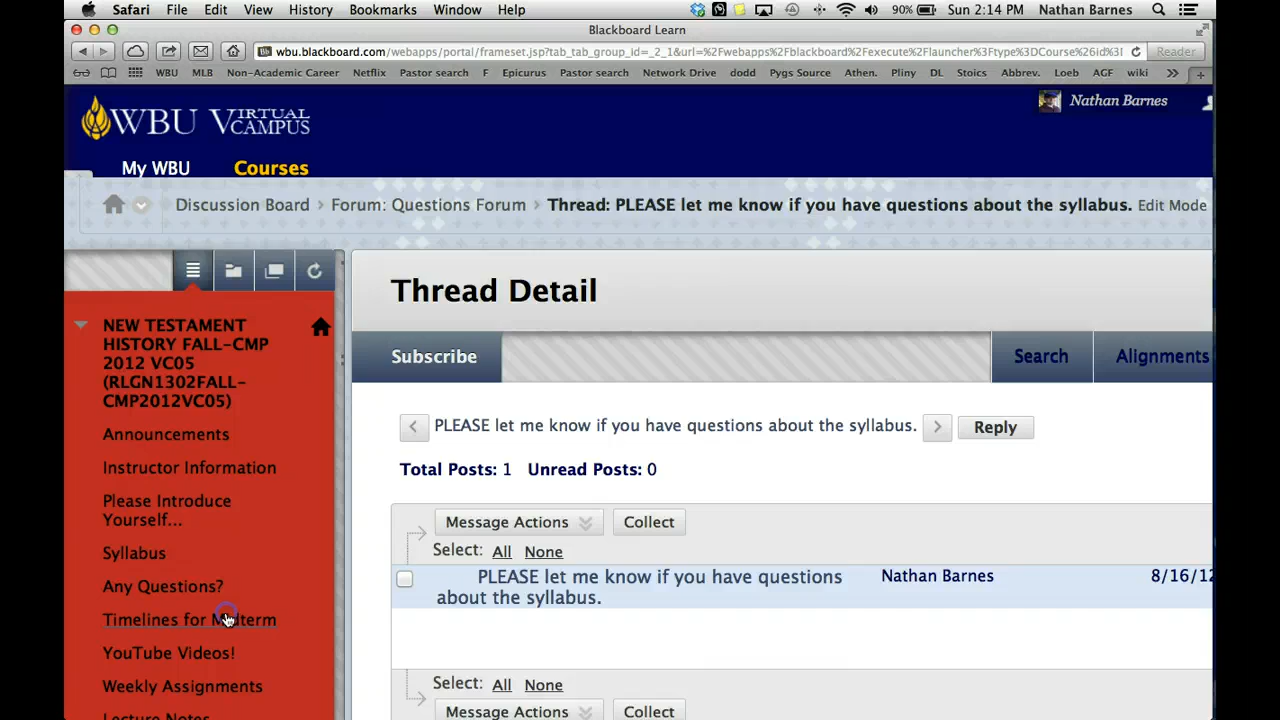 Safari File Edit View History Bookmarks Window Help 90% Sun 2:14 PM Nathan Barnes
Blackboard Learn
wbu.blackboard.com/webapps/portal/frameset.jsp?tab_tab_group_id=_2_1&url=%2Fwebapps%2Fblackboard%2Fexecute%2Flauncher%3Ftype%3DCourse%26id%3D Reader
WBU MLB Non-Academic Career Netflix Pastor search F Epicurus Pastor search Network Drive dodd Pygs Source Athen. Pliny DL Stoics Abbrev. Loeb AGF wiki >> +
WBU VIRTUAL CAMPUS
Nathan Barnes
My WBU Courses
Discussion Board > Forum: Questions Forum > Thread: PLEASE let me know if you have questions about the syllabus. Edit Mode
NEW TESTAMENT
HISTORY FALL-CMP
2012 VC05
(RLGN1302FALL-
CMP2012VC05)
Announcements
Instructor Information
Please Introduce
Yourself...
Syllabus
Any Questions?
Timelines for Midterm
YouTube Videos!
Weekly Assignments
Lecture Notes
Thread Detail
Subscribe Search Alignments
< PLEASE let me know if you have questions about the syllabus. > Reply
Total Posts: 1 Unread Posts: 0
Message Actions Collect
Select: All None
PLEASE let me know if you have questions Nathan Barnes 8/16/12
about the syllabus.
Select: All None
Message Actions Collect